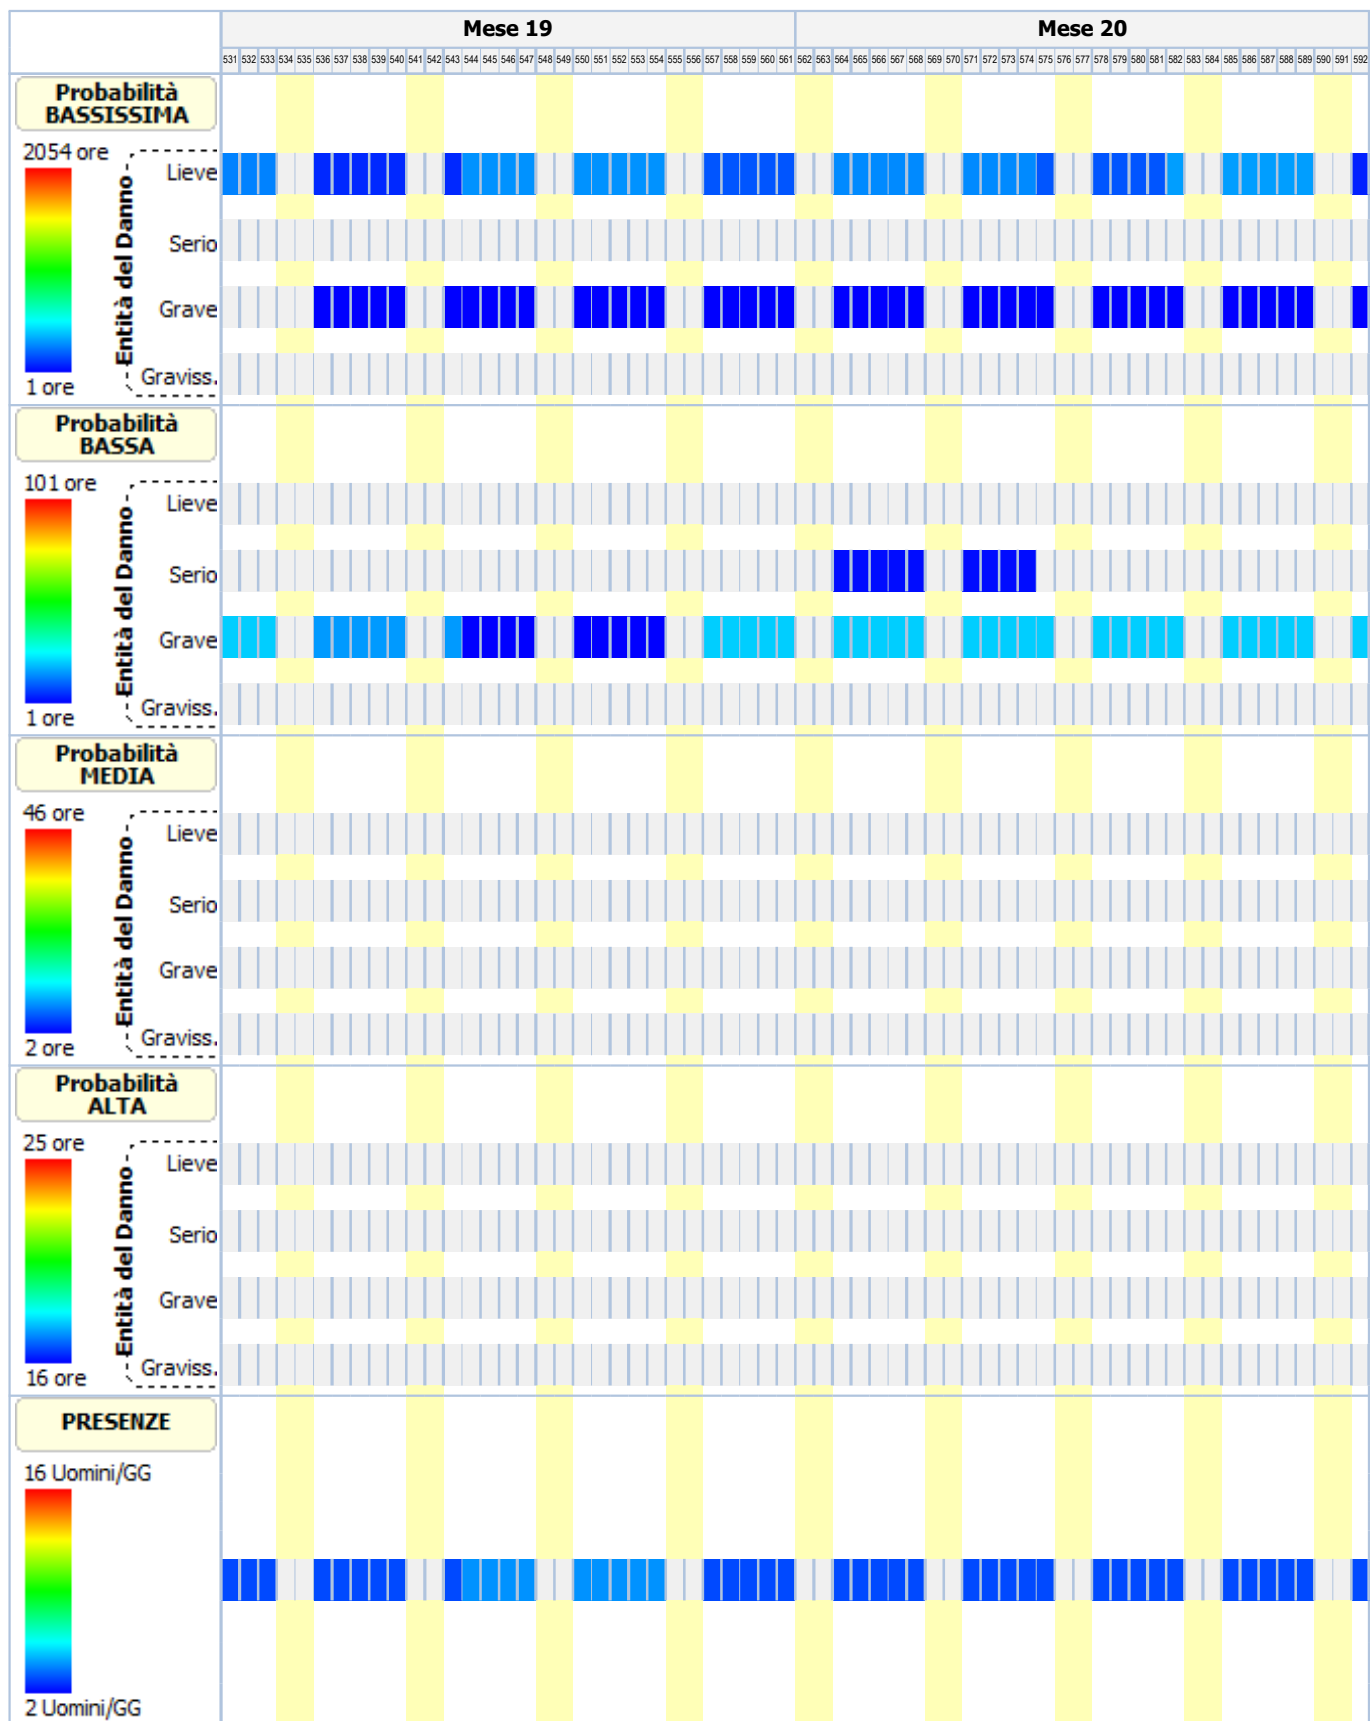 Mese 19 Mese 20
531 532 533 534 535 536 537 538 539 540 541 542 543 544 545 546 547 548 549 550 551 552 553 554 555 556 557 558 559 560 561 562 563 564 565 566 567 568 569 570 571 572 573 574 575 576 577 578 579 580 581 582 583 584 585 586 587 588 589 590 591 592
Probabilità
BASSISSIMA
2054 ore
Entità del Danno
Lieve
Serio
Grave
Graviss.
1 ore
Probabilità
BASSA
101 ore
Entità del Danno
Lieve
Serio
Grave
Graviss.
1 ore
Probabilità
MEDIA
46 ore
Entità del Danno
Lieve
Serio
Grave
Graviss.
2 ore
Probabilità
ALTA
25 ore
Entità del Danno
Lieve
Serio
Grave
Graviss.
16 ore
PRESENZE
16 Uomini/GG
2 Uomini/GG